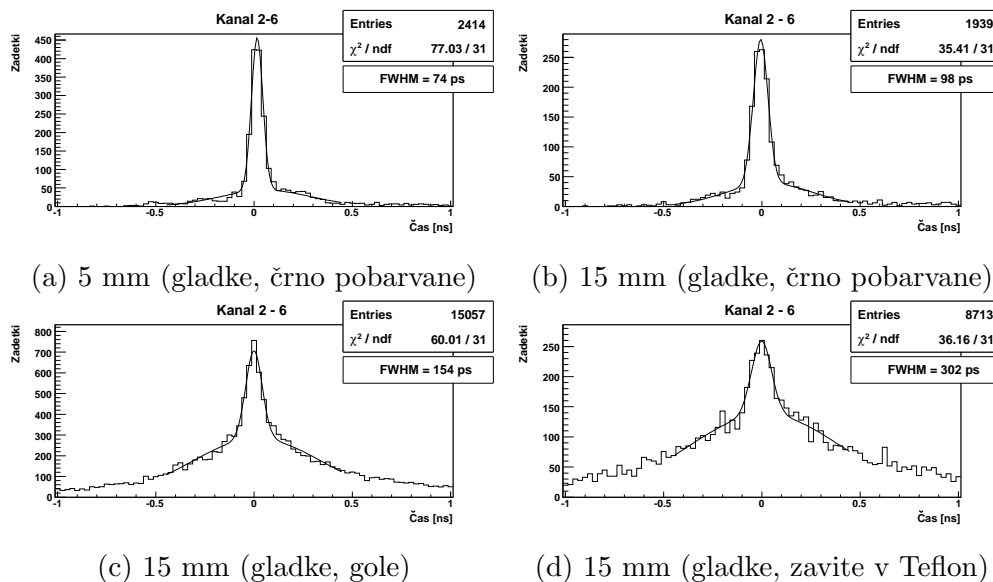 Kanal 2-6
Entries 2414
χ² / ndf 77.03 / 31
FWHM = 74 ps
Zadetki
450
400
350
300
250
200
150
100
50
0
-1 -0.5 0 0.5 1
Čas [ns]
(a) 5 mm (gladke, črno pobarvane)
Kanal 2 - 6
Entries 1939
χ² / ndf 35.41 / 31
FWHM = 98 ps
Zadetki
250
200
150
100
50
0
-1 -0.5 0 0.5 1
Čas [ns]
(b) 15 mm (gladke, črno pobarvane)
Kanal 2 - 6
Entries 15057
χ² / ndf 60.01 / 31
FWHM = 154 ps
Zadetki
800
700
600
500
400
300
200
100
0
-1 -0.5 0 0.5 1
Čas [ns]
(c) 15 mm (gladke, gole)
Kanal 2 - 6
Entries 8713
χ² / ndf 36.16 / 31
FWHM = 302 ps
Zadetki
250
200
150
100
50
0
-1 -0.5 0 0.5 1
Čas [ns]
(d) 15 mm (gladke, zavite v Teflon)